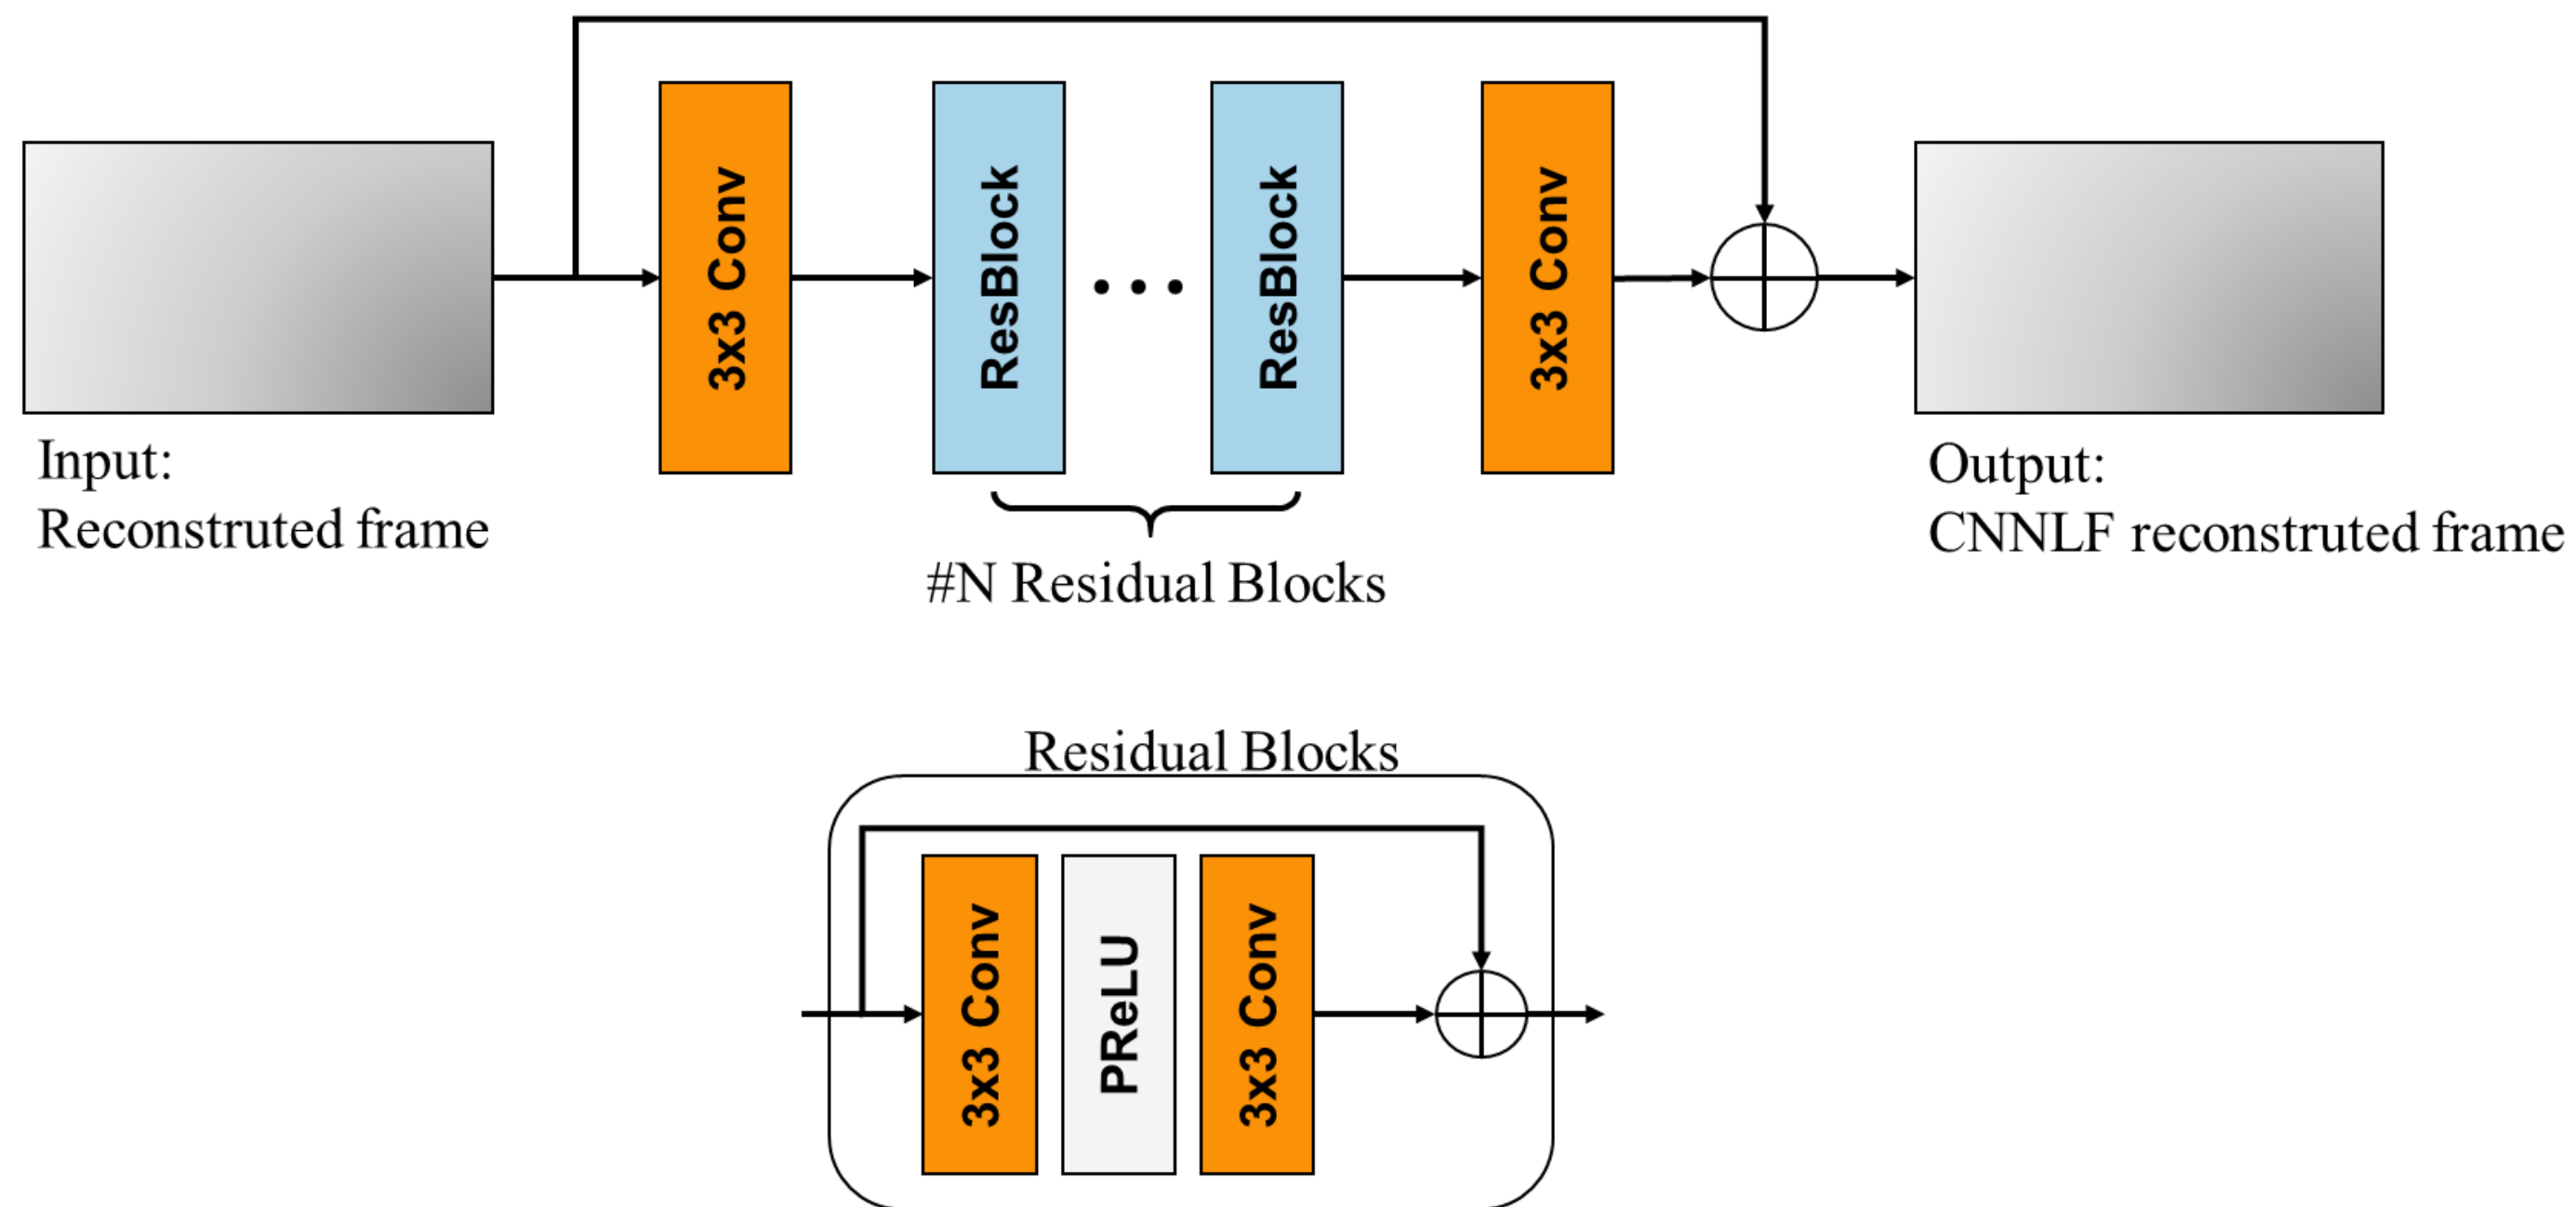 3x3 Conv
ResBlock
ResBlock
3x3 Conv
Input:
Reconstruted frame
Output:
CNNLF reconstruted frame
#N Residual Blocks
Residual Blocks
3x3 Conv
PReLU
3x3 Conv